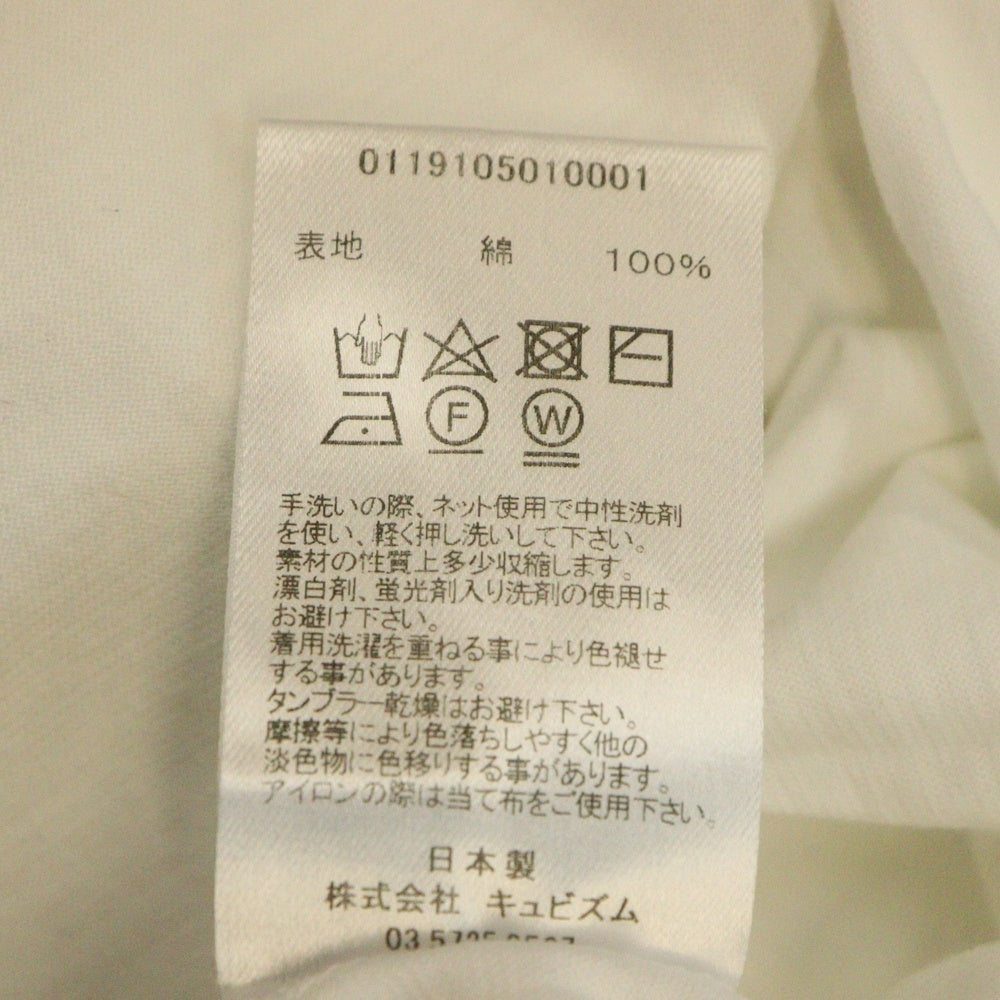 0119105010001
表地 綿 100%
F W
手洗いの際、ネット使用で中性洗剤
を使い、軽く押し洗いして下さい。
素材の性質上多少収縮します。
漂白剤、蛍光剤入り洗剤の使用は
お避け下さい。
着用洗濯を重ねる事により色褪せ
する事があります。
タンブラー乾燥はお避け下さい。
摩擦等により色落ちしやすく他の
淡色物に色移りする事があります。
アイロンの際は当て布をご使用下さい。
日本製
株式会社 キュビズム
03